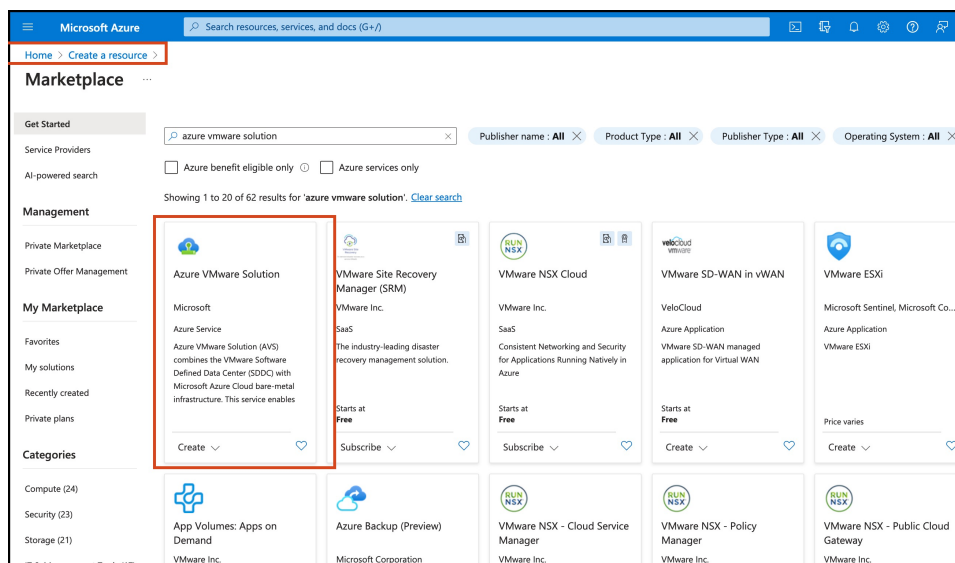 Microsoft Azure
Search resources, services, and docs (G+/)
Home > Create a resource >
Marketplace ...
Get Started
Service Providers
AI-powered search
Management
Private Marketplace
Private Offer Management
My Marketplace
Favorites
My solutions
Recently created
Private plans
Categories
Compute (24)
Security (23)
Storage (21)
azure vmware solution
Publisher name : All
Product Type : All
Publisher Type : All
Operating System : All
Azure benefit eligible only
Azure services only
Showing 1 to 20 of 62 results for 'azure vmware solution'. Clear search
Azure VMware Solution
Microsoft
Azure Service
Azure VMware Solution (AVS)
combines the VMware Software
Defined Data Center (SDDC) with
Microsoft Azure Cloud bare-metal
infrastructure. This service enables
Create
VMware Site Recovery
Manager (SRM)
VMware Inc.
SaaS
The industry-leading disaster
recovery management solution.
Starts at
Free
Subscribe
RUN
NSX
VMware NSX Cloud
VMware Inc.
SaaS
Consistent Networking and Security
for Applications Running Natively in
Azure
Starts at
Free
Subscribe
velocloud
vmware
VMware SD-WAN in vWAN
VeloCloud
Azure Application
VMware SD-WAN managed
application for Virtual WAN
Starts at
Free
Create
VMware ESXi
Microsoft Sentinel, Microsoft Co...
Azure Application
VMware ESXi
Price varies
Create
App Volumes: Apps on
Demand
VMware Inc.
Azure Backup (Preview)
Microsoft Corporation
RUN
NSX
VMware NSX - Cloud Service
Manager
VMware Inc.
RUN
NSX
VMware NSX - Policy
Manager
VMware Inc.
RUN
NSX
VMware NSX - Public Cloud
Gateway
VMware Inc.